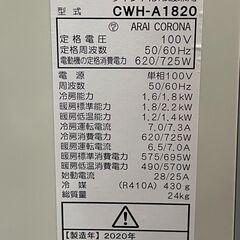 型式 CWH-A1820
ARAI CORONA
定格電圧 100V
定格周波数 50/60Hz
電動機の定格消費電力 620/725W
電源 単相100V
定格周波数 50/60Hz
冷房能力 1,6/1,8kW
暖房標準能力 1.2/2,2kW
暖房低温能力 1.2/1,4kW
冷房運転電流 7,0/7,3A
冷房消費電力 620/725W
暖房運転電流 6,5/7,0A
暖房標準消費電力 575/695W
暖房低温消費電力 490/570W
始動電流 28/25A
冷媒 (R410A) 430g
総質量 24kg
【製造年】2020年